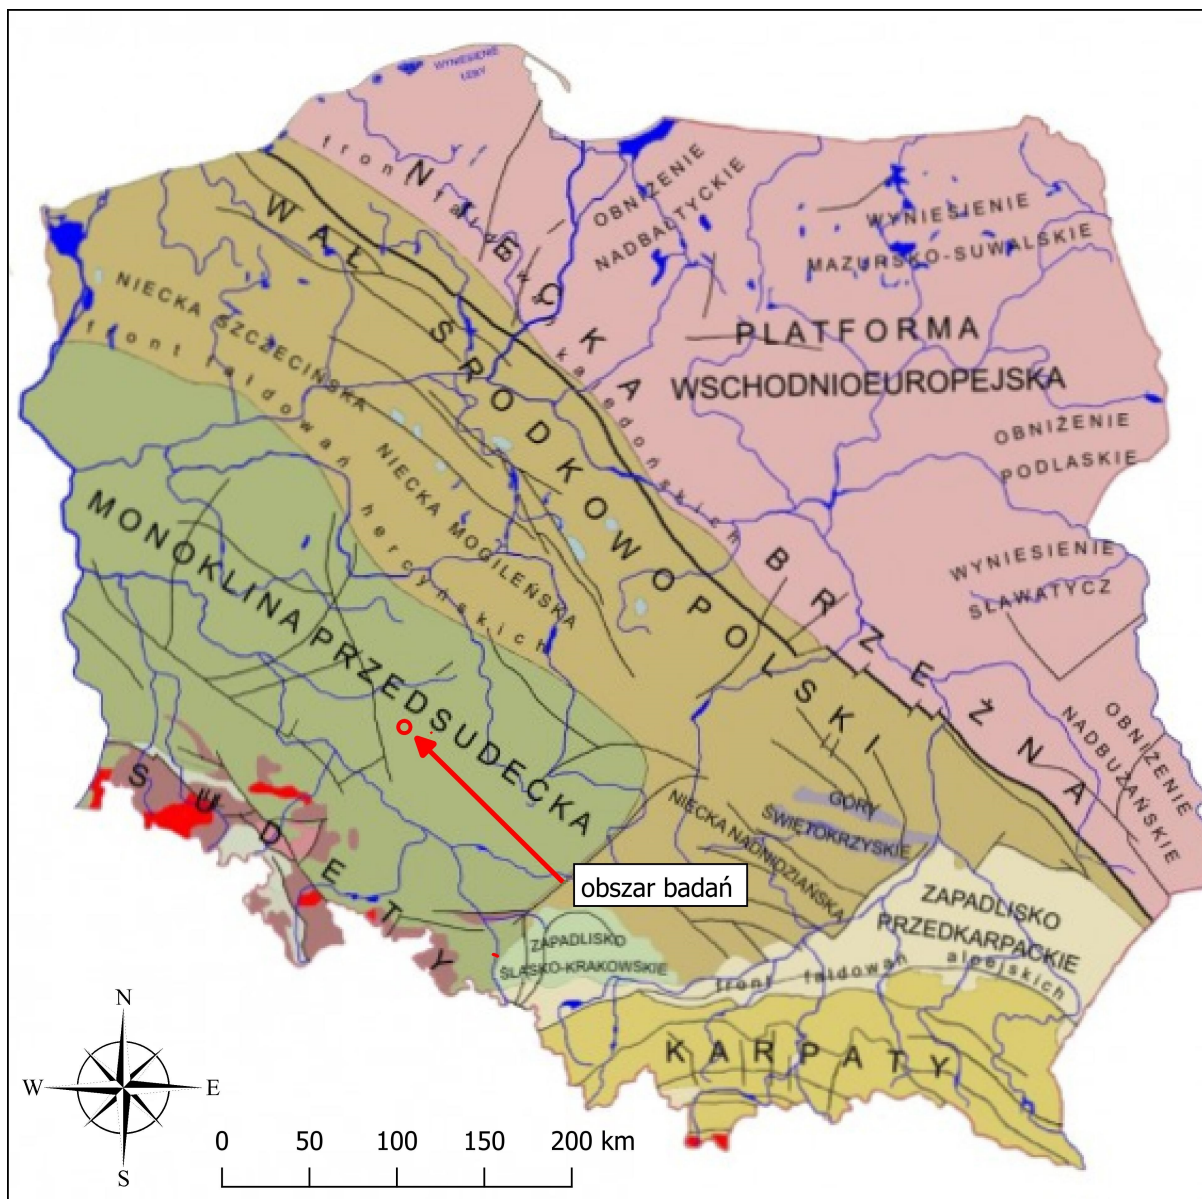 WYNIESIENIE
ŁEBY
front fałdowań kaledońskich
NIECKA BRZEŻNA
OBNIŻENIE
NADBAŁTYCKIE
WYNIESIENIE
MAZURSKO-SUWALSKIE
WAŁ ŚRODKOWOPOLSKI
NIECKA SZCZECIŃSKA
PLATFORMA
WSCHODNIOEUROPEJSKA
front fałdowań hercyńskich
OBNIŻENIE
PODLASKIE
NIECKA MOGILEŃSKA
MONOKLINA PRZEDSUDECKA
WYNIESIENIE
SŁAWATYCZ
OBNIŻENIE
NADBUŻAŃSKIE
SUDETY
GÓRY
ŚWIĘTOKRZYSKIE
NIECKA NADNIDZIAŃSKA
obszar badań
ZAPADLISKO
PRZEDKARPACKIE
ZAPADLISKO
ŚLĄSKO-KRAKOWSKIE
front fałdowań alpejskich
KARPATY
N
W
E
S
0 50 100 150 200 km